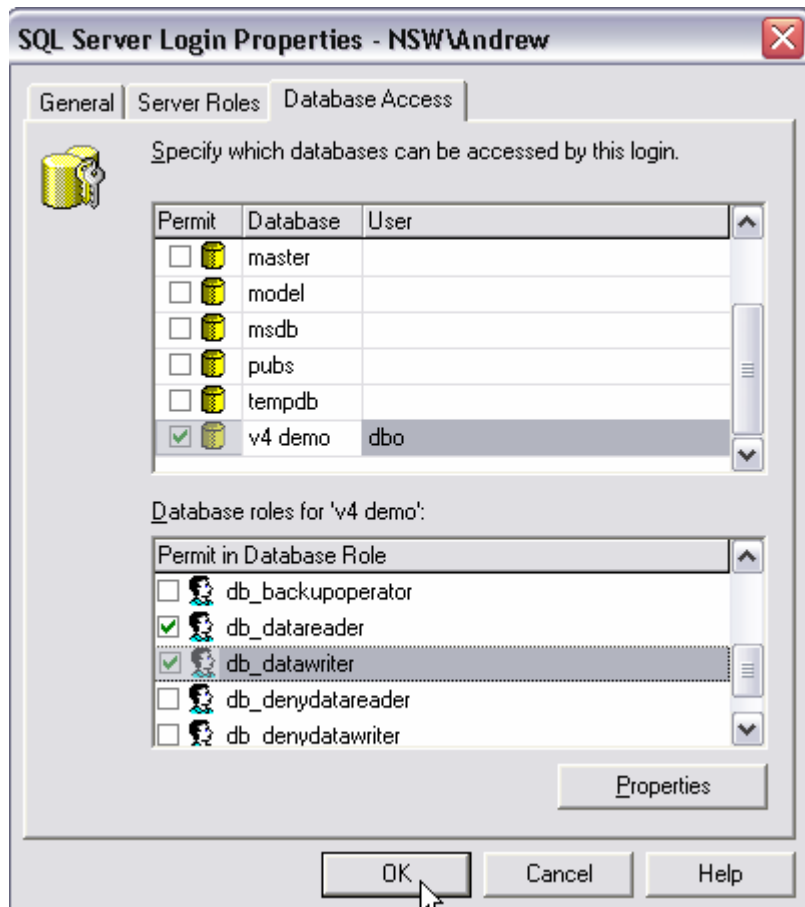 SQL Server Login Properties - NSW\Andrew
General Server Roles Database Access
Specify which databases can be accessed by this login.
Permit Database User
master
model
msdb
pubs
tempdb
v4 demo dbo
Database roles for 'v4 demo':
Permit in Database Role
db_backupoperator
db_datareader
db_datawriter
db_denydatareader
db_denydatawriter
Properties
OK Cancel Help